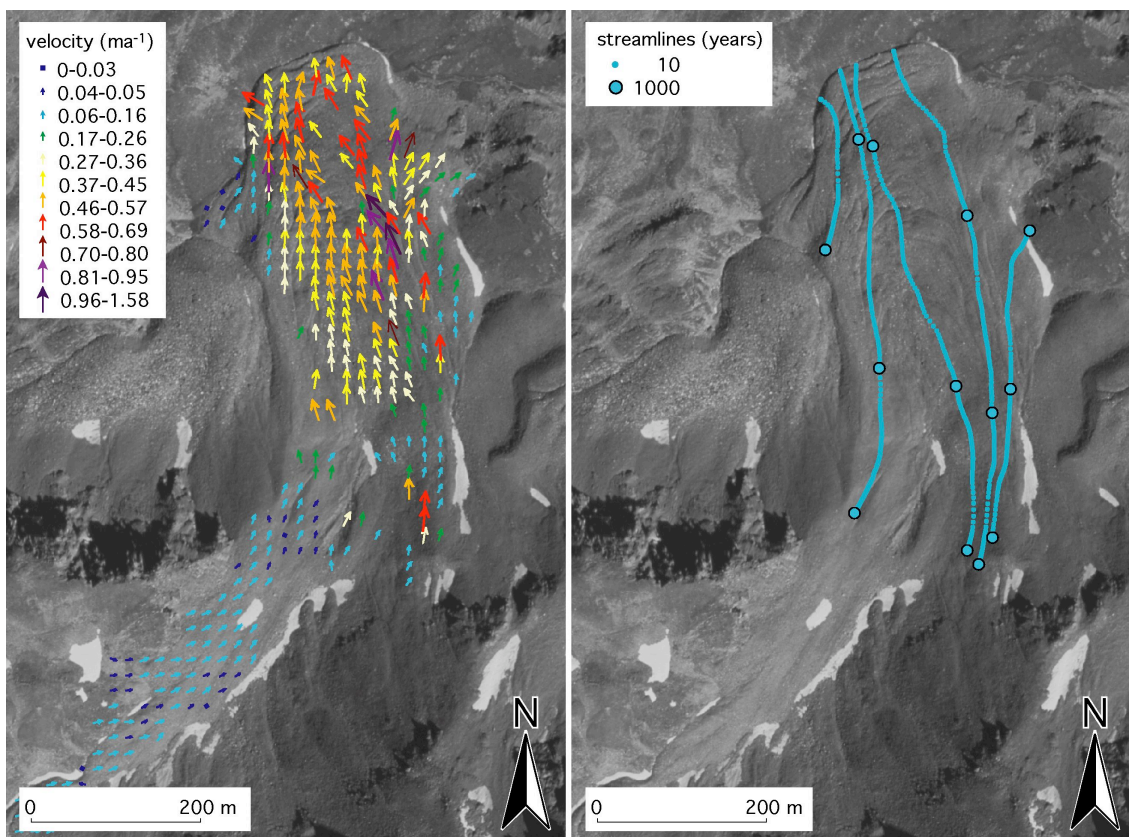 velocity (ma⁻¹)
0-0.03
0.04-0.05
0.06-0.16
0.17-0.26
0.27-0.36
0.37-0.45
0.46-0.57
0.58-0.69
0.70-0.80
0.81-0.95
0.96-1.58
N
0 200 m
streamlines (years)
10
1000
N
0 200 m